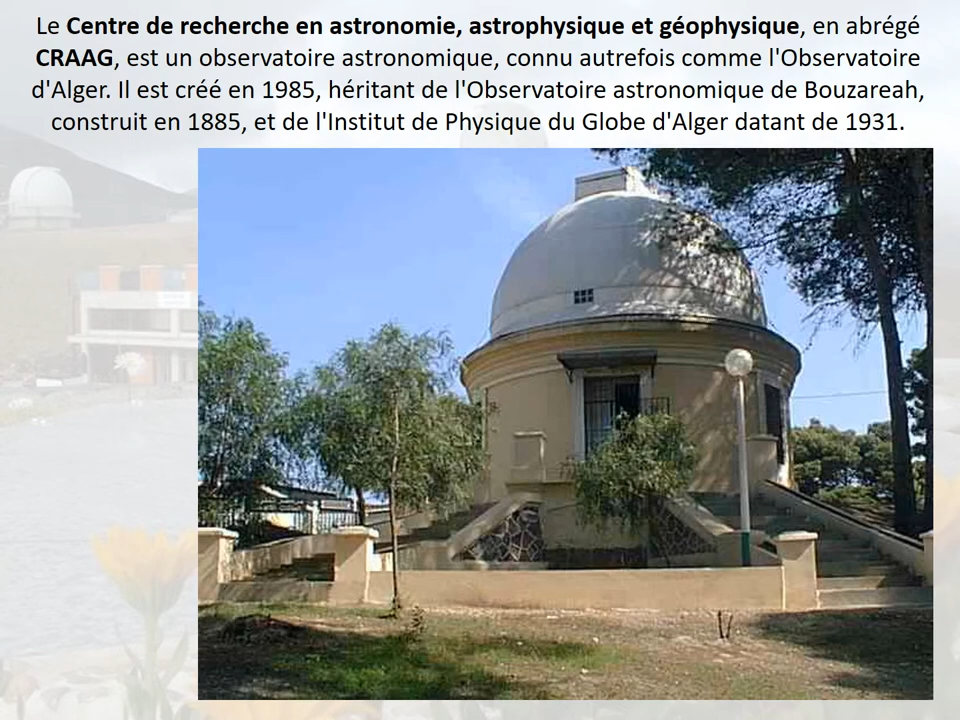 Le Centre de recherche en astronomie, astrophysique et géophysique, en abrégé
CRAAG, est un observatoire astronomique, connu autrefois comme l'Observatoire
d'Alger. Il est créé en 1985, héritant de l'Observatoire astronomique de Bouzareah,
construit en 1885, et de l'Institut de Physique du Globe d'Alger datant de 1931.